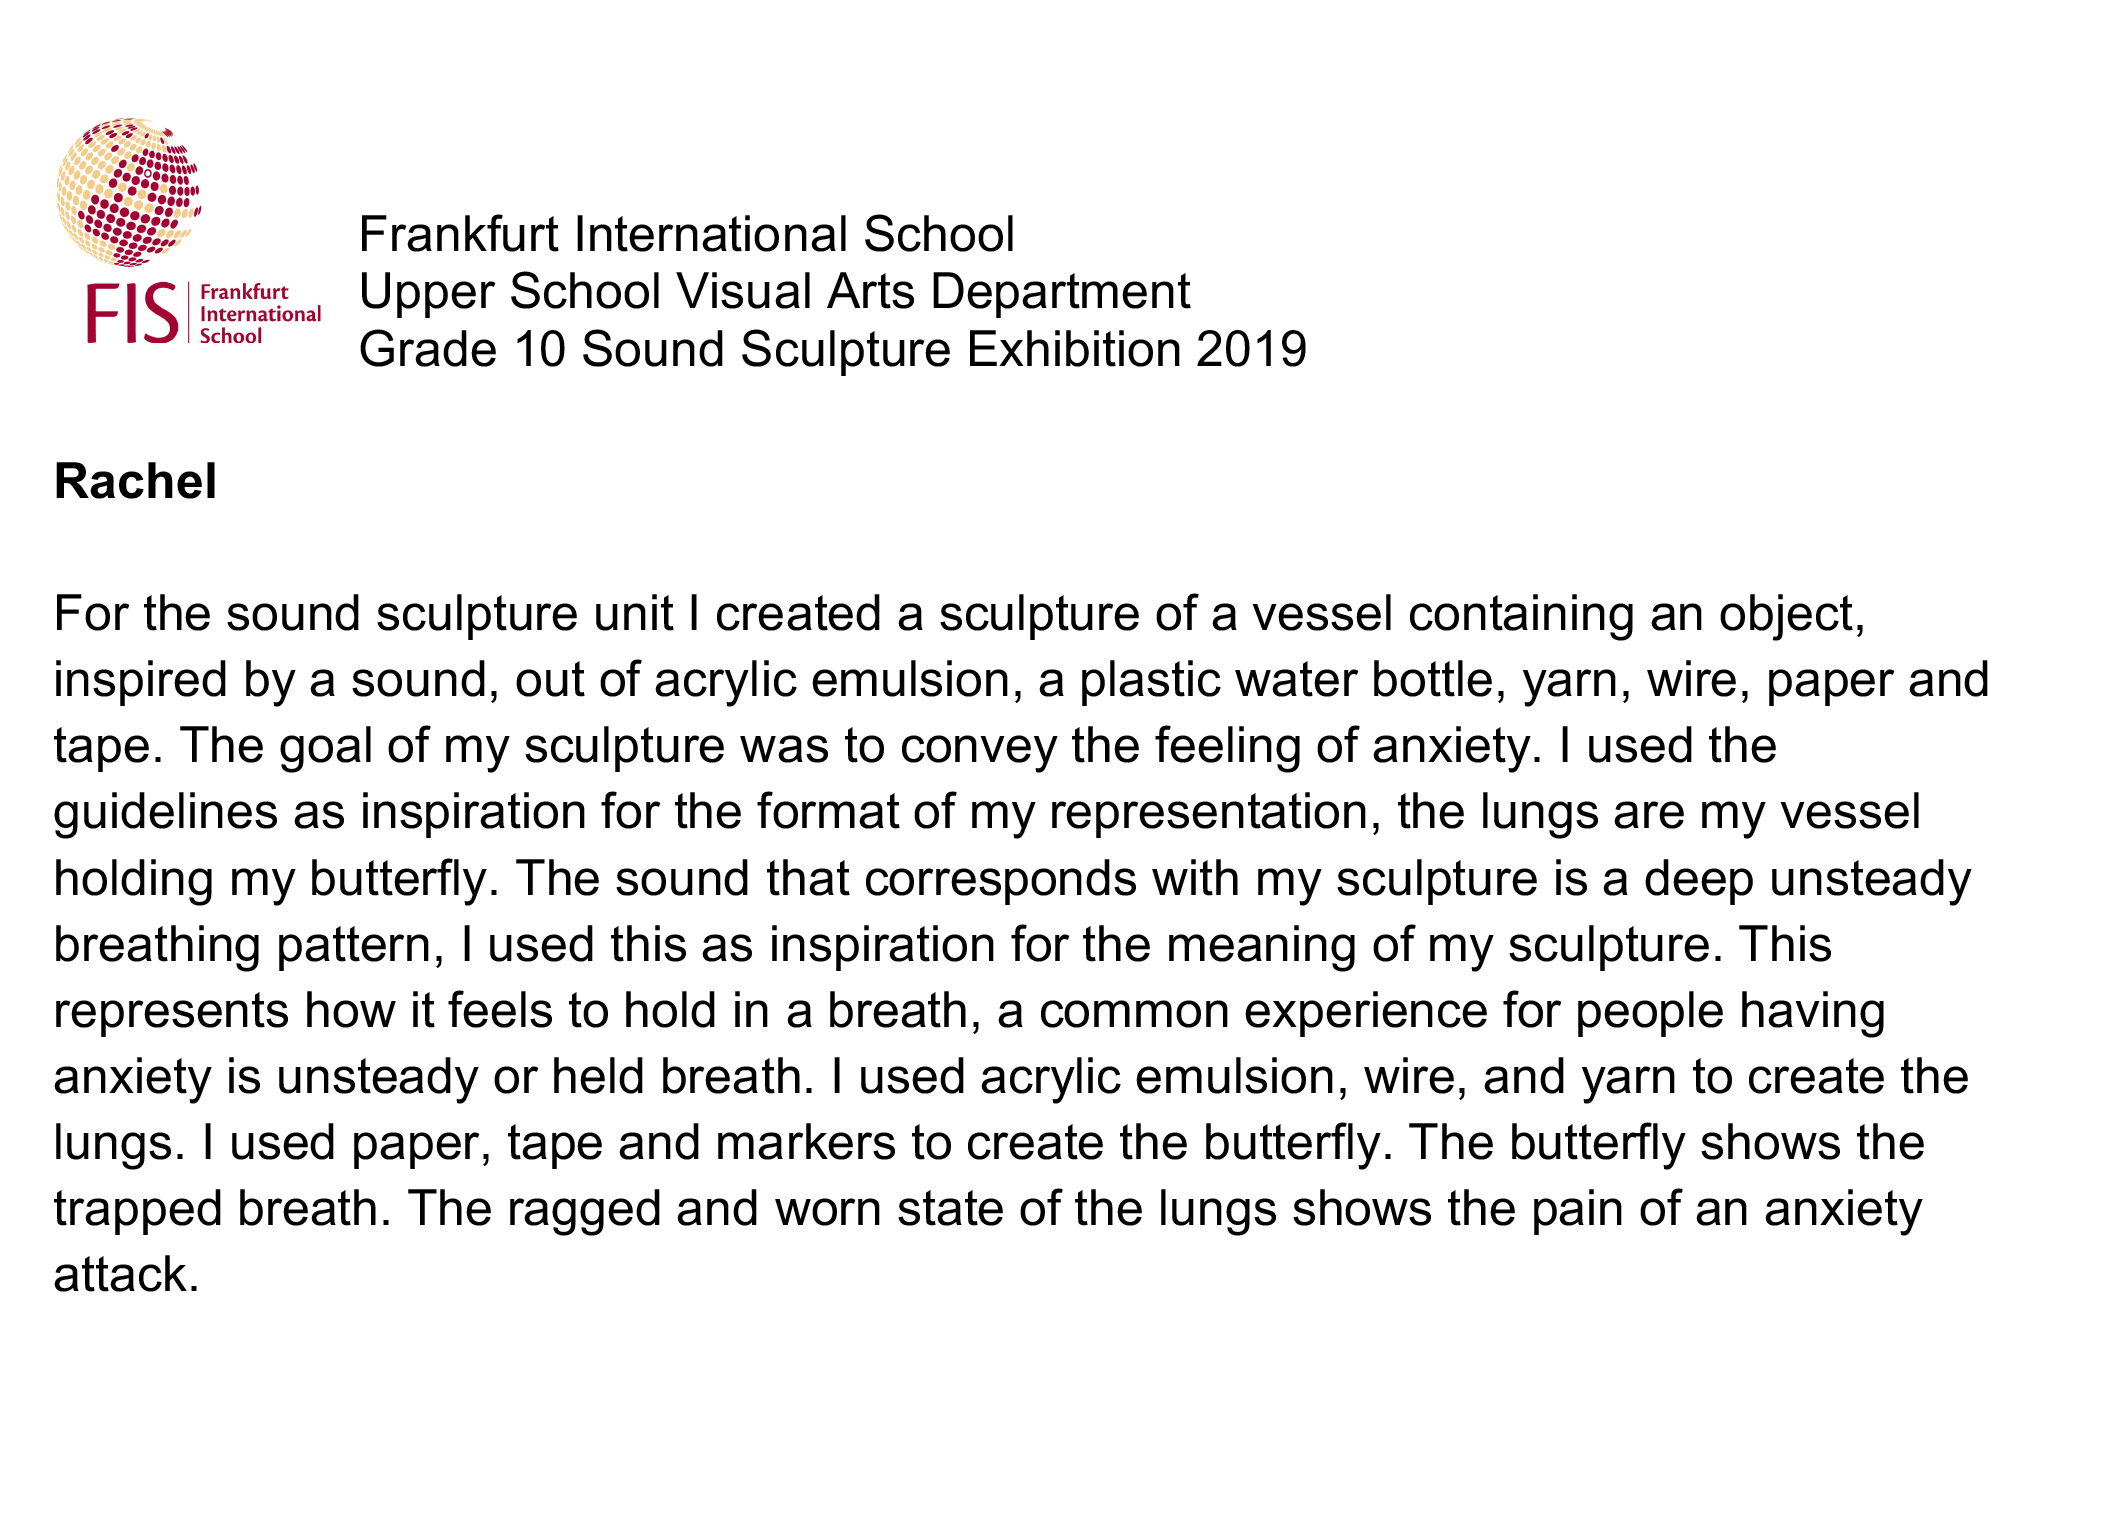 FIS
Frankfurt
International
School
Frankfurt International School
Upper School Visual Arts Department
Grade 10 Sound Sculpture Exhibition 2019
Rachel
For the sound sculpture unit I created a sculpture of a vessel containing an object,
inspired by a sound, out of acrylic emulsion, a plastic water bottle, yarn, wire, paper and
tape. The goal of my sculpture was to convey the feeling of anxiety. I used the
guidelines as inspiration for the format of my representation, the lungs are my vessel
holding my butterfly. The sound that corresponds with my sculpture is a deep unsteady
breathing pattern, I used this as inspiration for the meaning of my sculpture. This
represents how it feels to hold in a breath, a common experience for people having
anxiety is unsteady or held breath. I used acrylic emulsion, wire, and yarn to create the
lungs. I used paper, tape and markers to create the butterfly. The butterfly shows the
trapped breath. The ragged and worn state of the lungs shows the pain of an anxiety
attack.